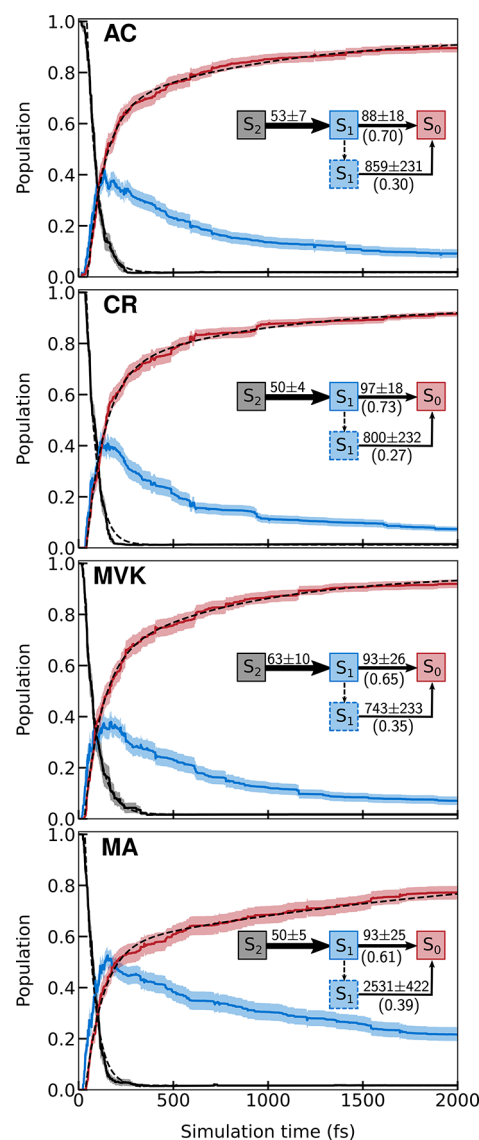 AC
1.0
0.8
0.6
0.4
0.2
0.0
Population
S2 53±7 S1 88±18 S0
(0.70)
S1 859±231
(0.30)
CR
1.0
0.8
0.6
0.4
0.2
0.0
Population
S2 50±4 S1 97±18 S0
(0.73)
S1 800±232
(0.27)
MVK
1.0
0.8
0.6
0.4
0.2
0.0
Population
S2 63±10 S1 93±26 S0
(0.65)
S1 743±233
(0.35)
MA
1.0
0.8
0.6
0.4
0.2
0.0
Population
S2 50±5 S1 93±25 S0
(0.61)
S1 2531±422
(0.39)
0 500 1000 1500 2000
Simulation time (fs)